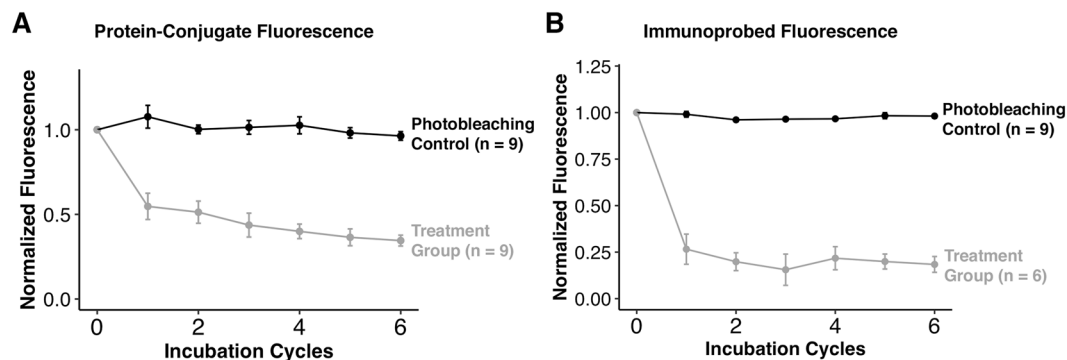 A
Protein-Conjugate Fluorescence
Normalized Fluorescence
1.0
0.5
0.0
0 2 4 6
Incubation Cycles
Photobleaching
Control (n = 9)
Treatment
Group (n = 9)
B
Immunoprobed Fluorescence
Normalized Fluorescence
1.25
1.00
0.75
0.50
0.25
0.00
0 2 4 6
Incubation Cycles
Photobleaching
Control (n = 9)
Treatment
Group (n = 6)